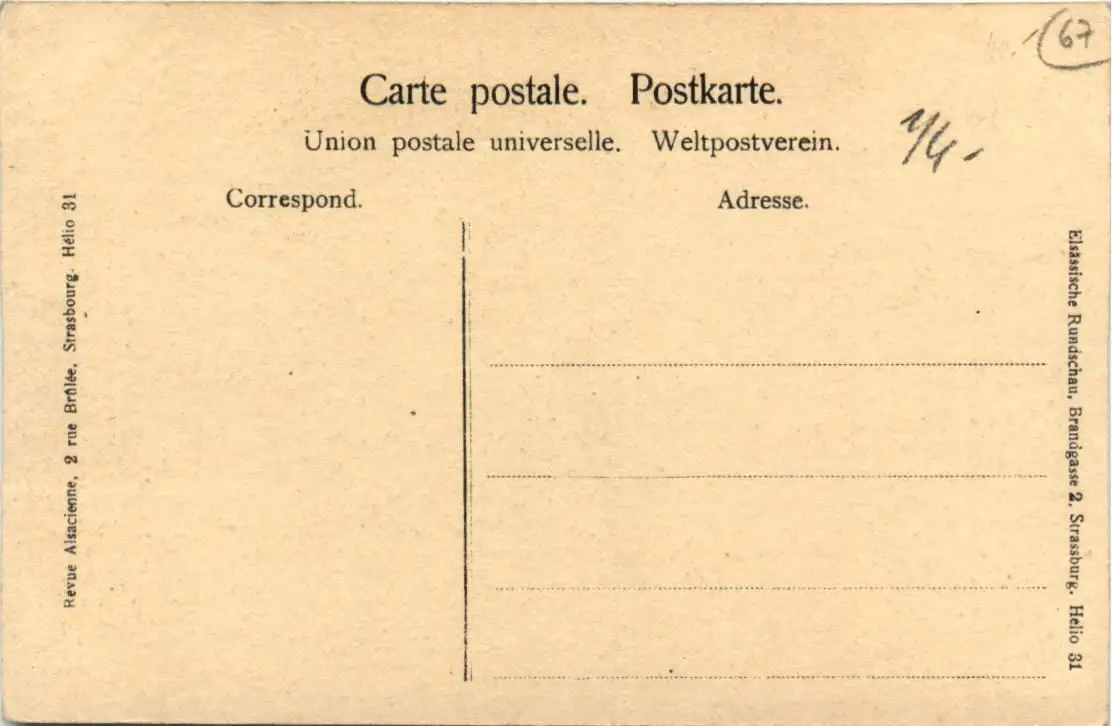 67
Carte postale. Postkarte.
Union postale universelle. Weltpostverein.
Correspond.
Adresse.
Revue Alsacienne, 2 rue Brûlée, Strasbourg. Hélio 31
Elsässische Rundschau, Brandgasse 2, Strassburg. Helio 31